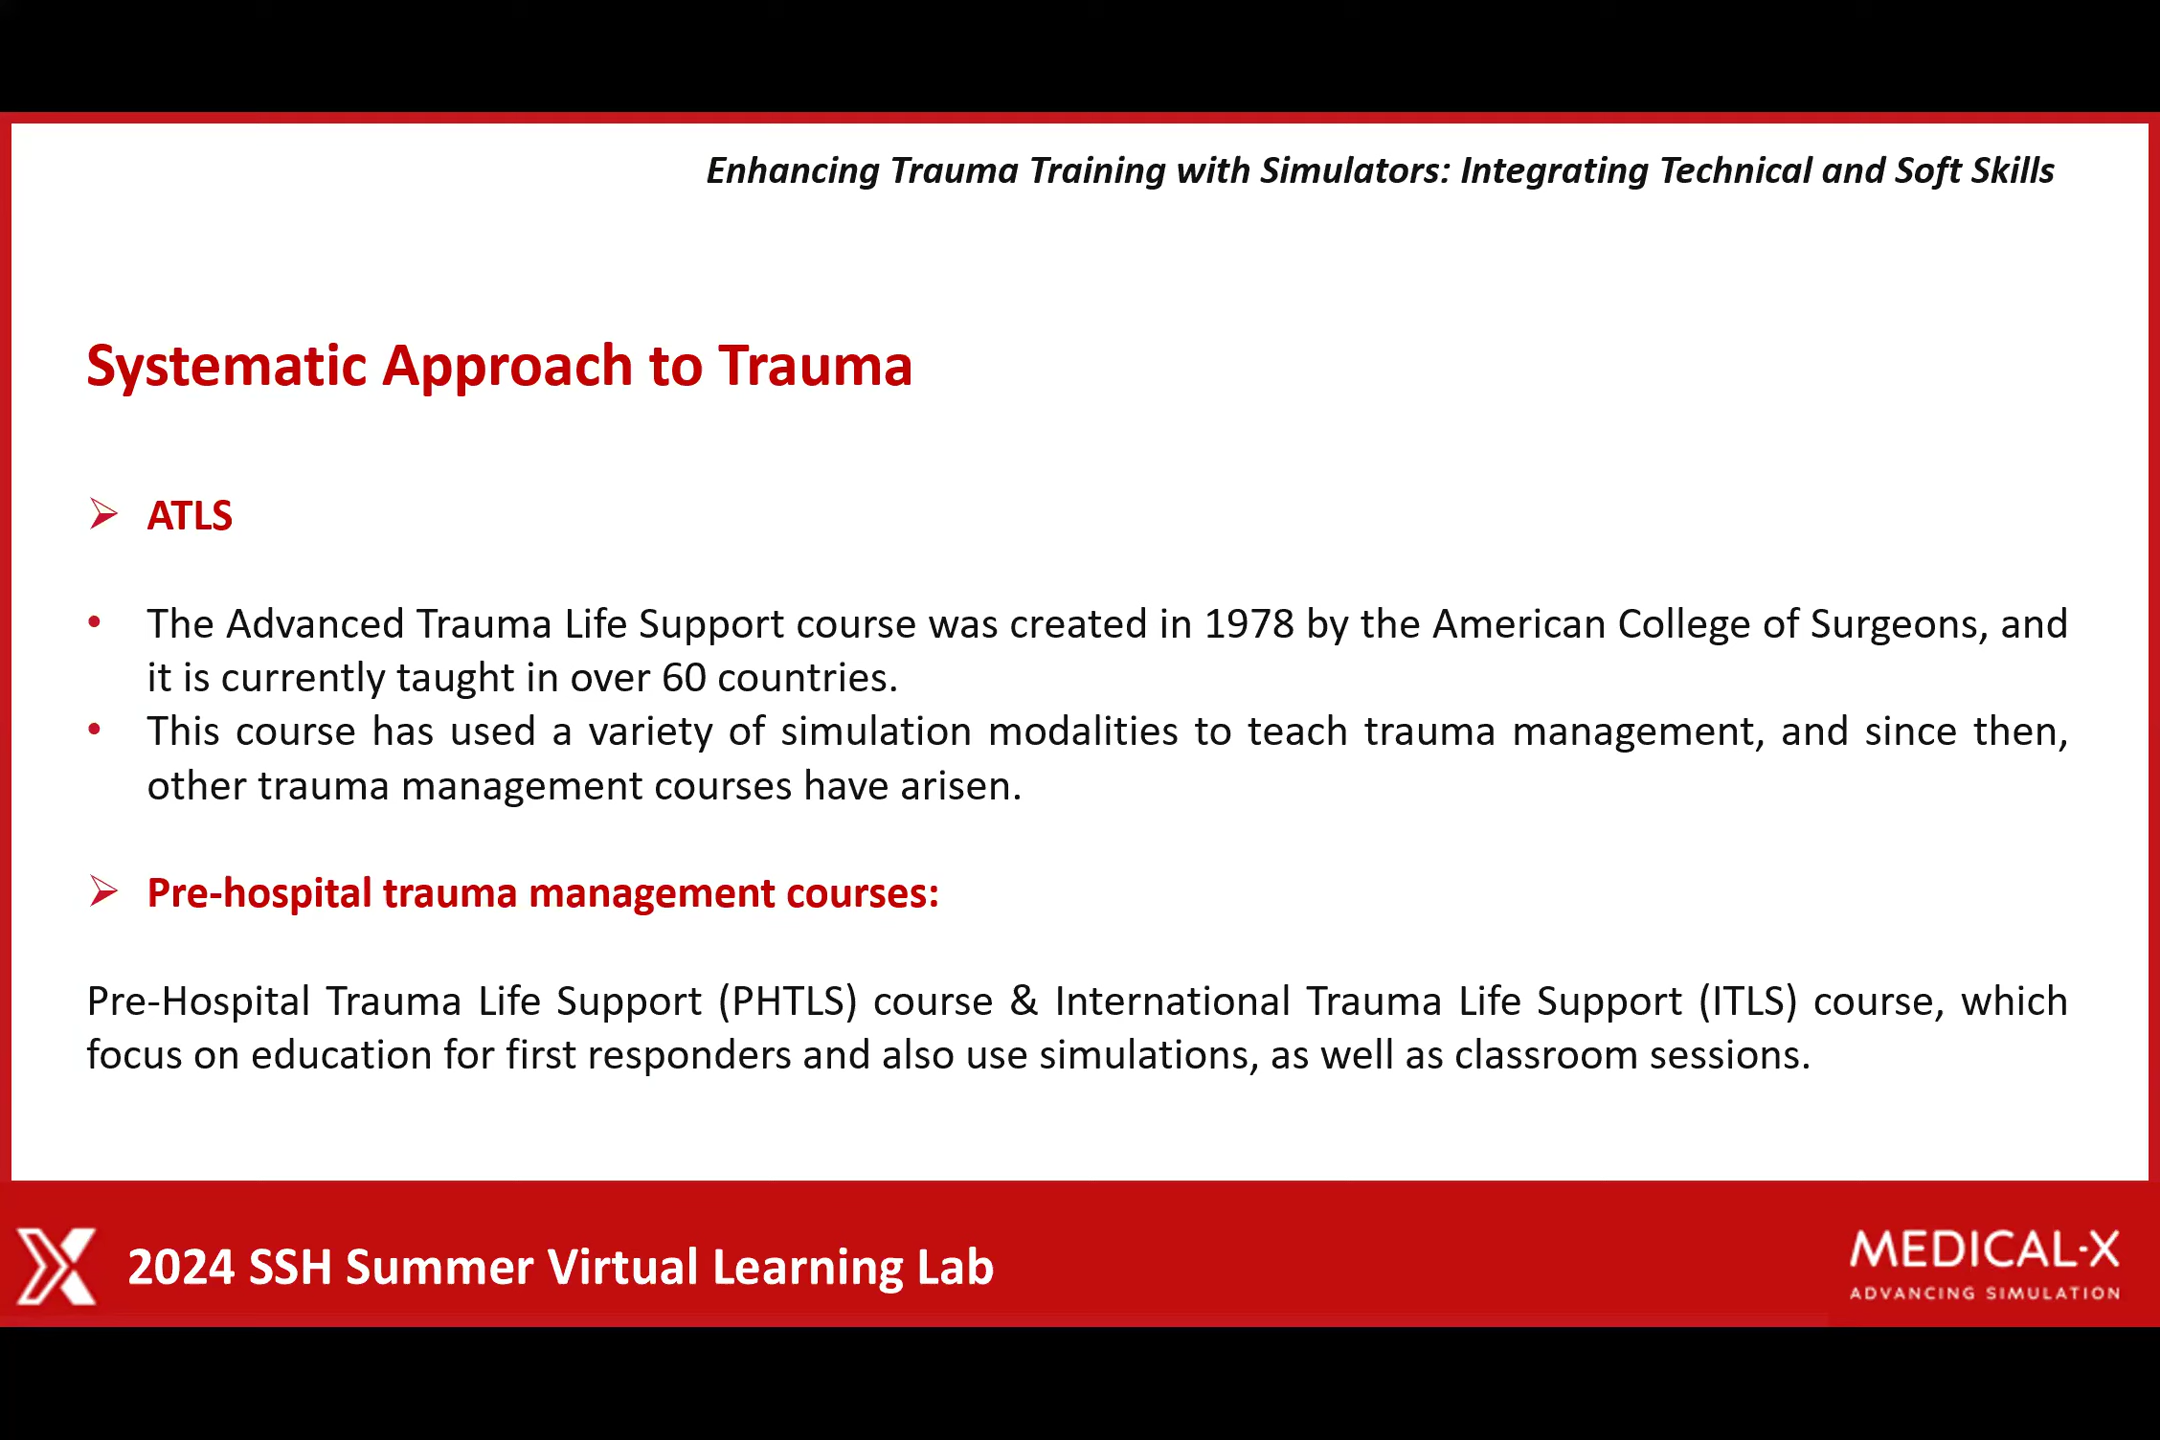 Enhancing Trauma Training with Simulators: Integrating Technical and Soft Skills
Systematic Approach to Trauma
ATLS
The Advanced Trauma Life Support course was created in 1978 by the American College of Surgeons, and
it is currently taught in over 60 countries.
This course has used a variety of simulation modalities to teach trauma management, and since then,
other trauma management courses have arisen.
Pre-hospital trauma management courses:
Pre-Hospital Trauma Life Support (PHTLS) course & International Trauma Life Support (ITLS) course, which
focus on education for first responders and also use simulations, as well as classroom sessions.
2024 SSH Summer Virtual Learning Lab
MEDICAL-X
ADVANCING SIMULATION